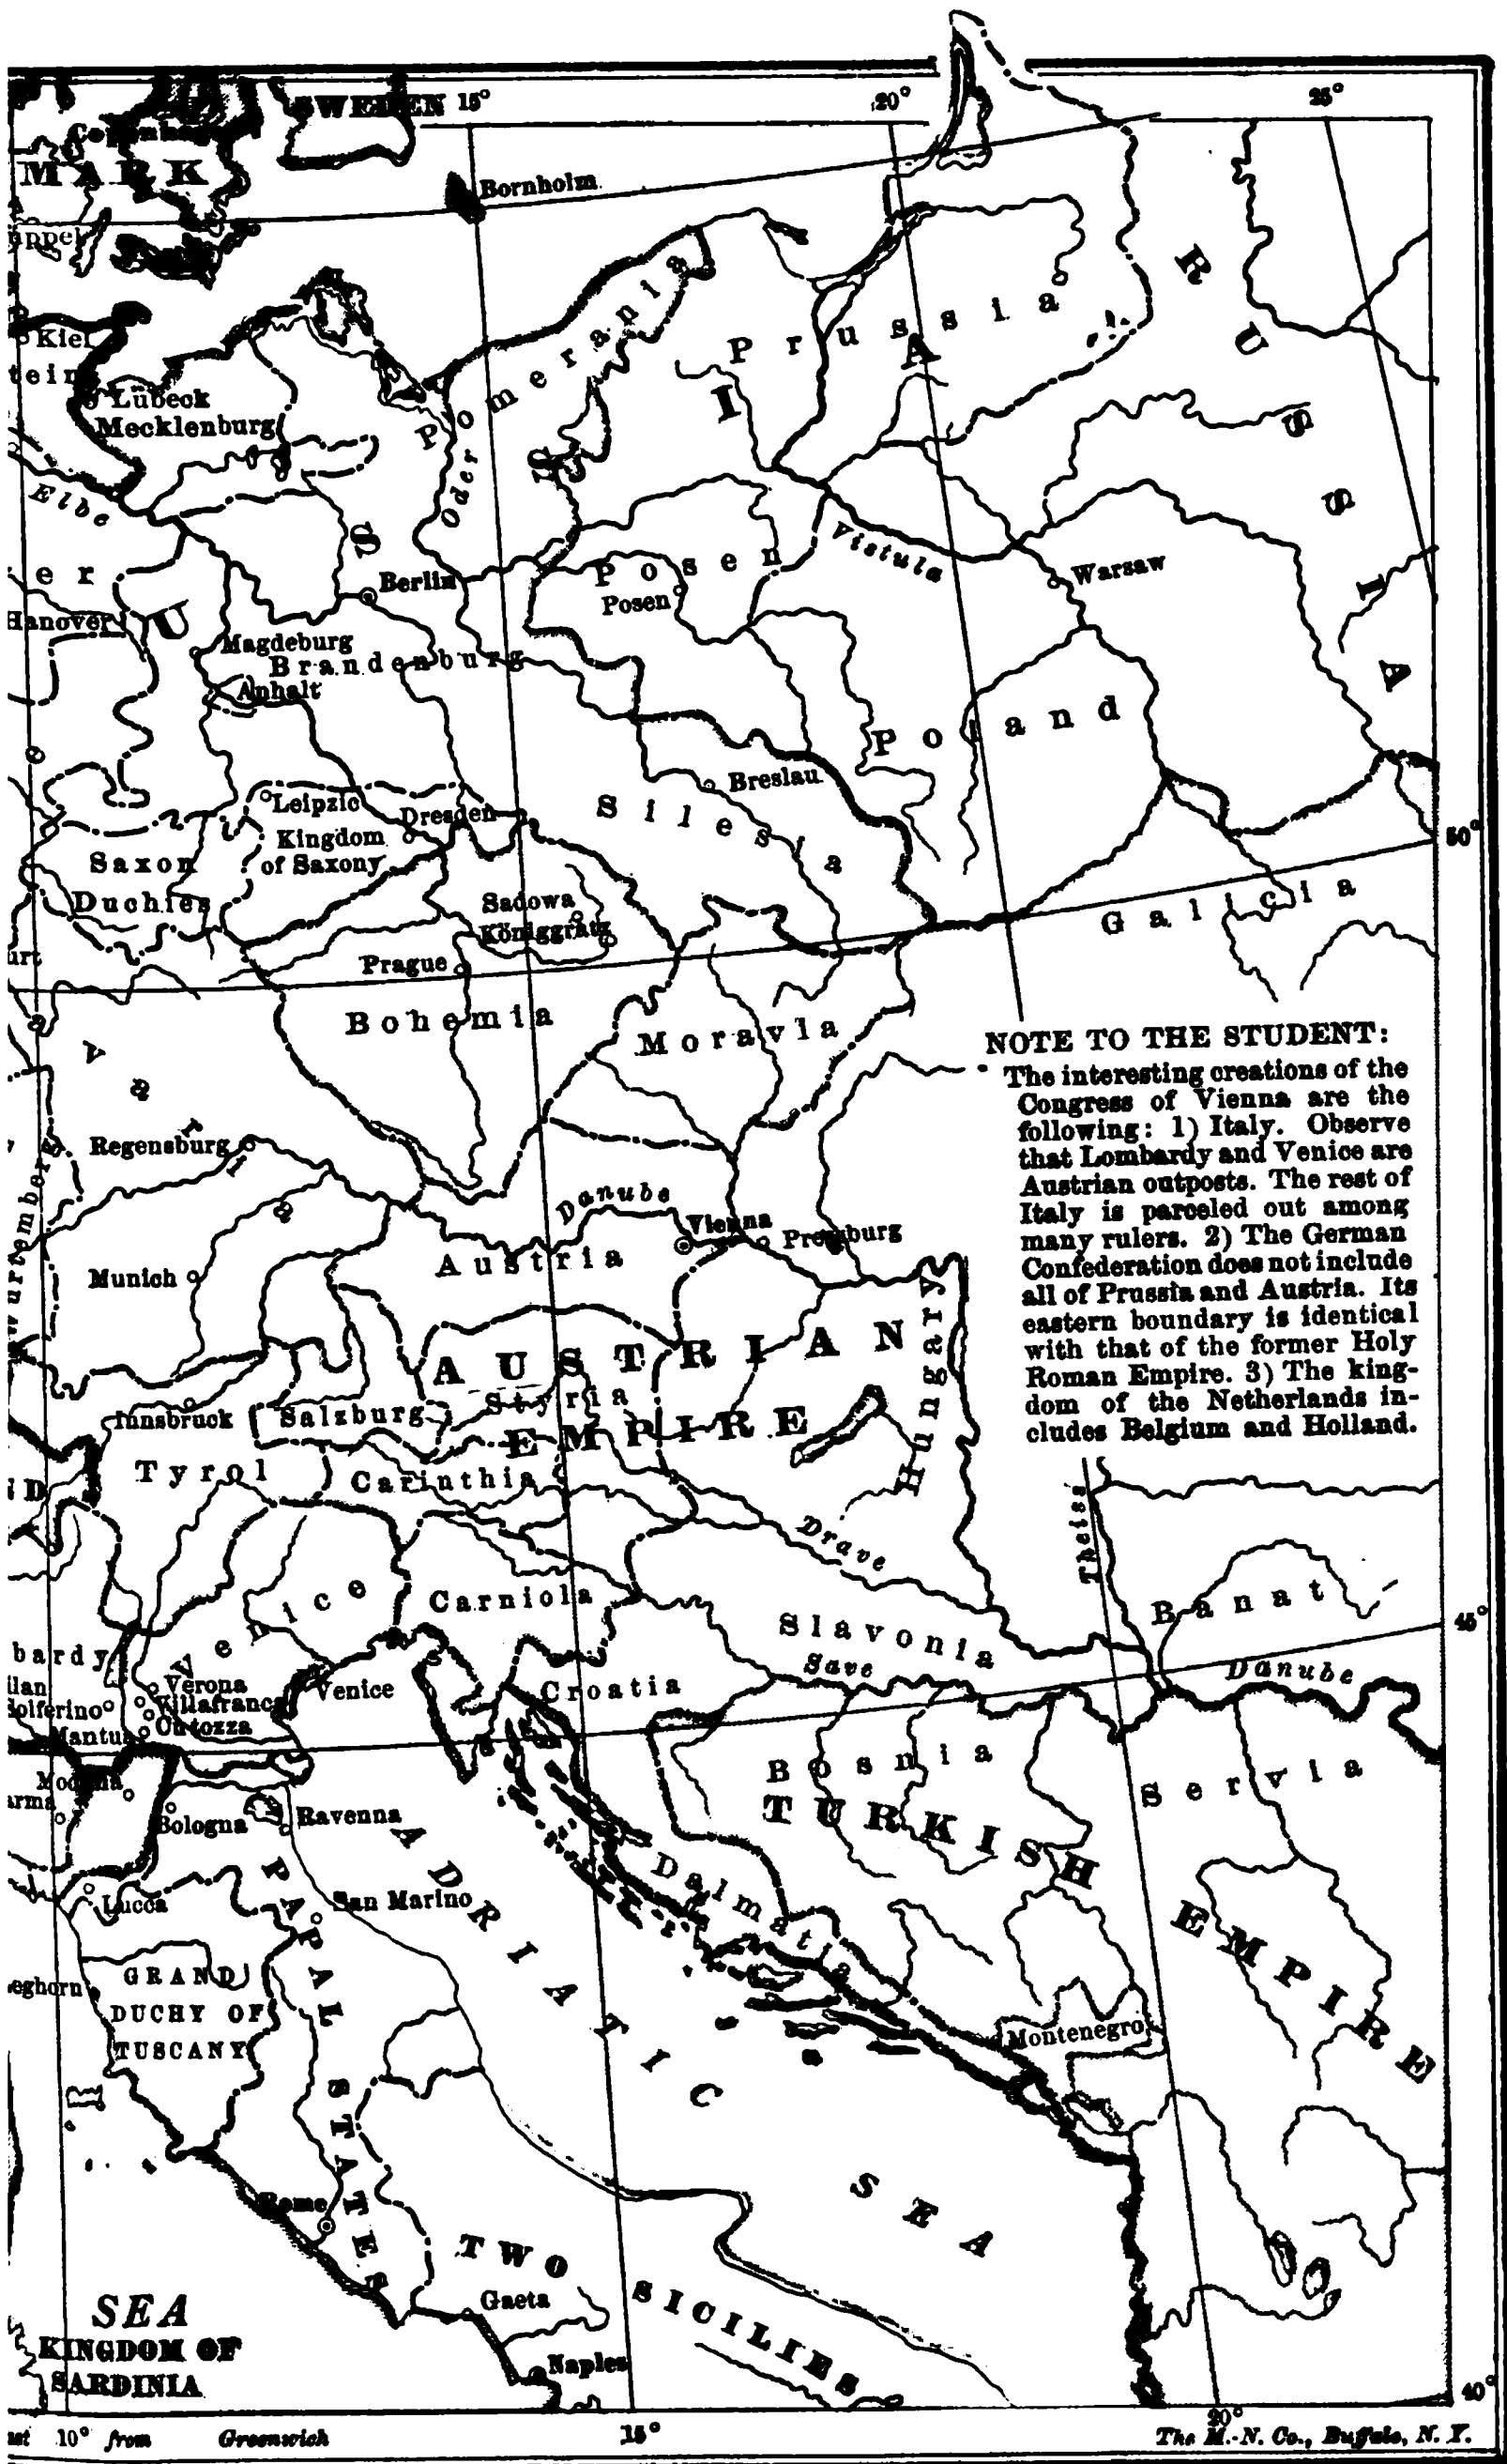 SWEDEN 15° 20° 25°
MARK
Bornholm
Kiel
Lübeck
Mecklenburg
Elbe
Pomerania
Oder
Prussia
RUSSIA
Vistula
Warsaw
Posen
Posen
Berlin
Hanover
Magdeburg
Brandenburg
Anhalt
Poland
Breslau
Silesia
Leipzic
Dresden
Kingdom
of Saxony
Saxon
Duchies
50°
Galicia
Sadowa
Königgrätz
Prague
Bohemia
Moravia
NOTE TO THE STUDENT:
The interesting creations of the
Congress of Vienna are the
following: 1) Italy. Observe
that Lombardy and Venice are
Austrian outposts. The rest of
Italy is parceled out among
many rulers. 2) The German
Confederation does not include
all of Prussia and Austria. Its
eastern boundary is identical
with that of the former Holy
Roman Empire. 3) The king-
dom of the Netherlands in-
cludes Belgium and Holland.
Regensburg
Wurtemberg
Danube
Vienna
Pressburg
Austria
Munich
Hungary
AUSTRIAN
EMPIRE
Styria
Innsbruck
Salzburg
Tyrol
Carinthia
Drave
Theiss
Banat
Venice
Carniola
Slavonia
45°
bardy
Save
Danube
Verona
Villafranca
olferino
Mantua
Venice
Croatia
Bosnia
Servia
Modena
arma
Bologna
Ravenna
TURKISH
EMPIRE
ADRIATIC
SEA
Dalmatia
Lucca
San Marino
PAPAL
STATES
GRAND
DUCHY OF
TUSCANY
eghorn
Montenegro
Rome
TWO
SICILIES
Gaeta
Naples
SEA
KINGDOM OF
SARDINIA
40°
10° from Greenwich 15° 20°
The M.-N. Co., Buffalo, N. Y.